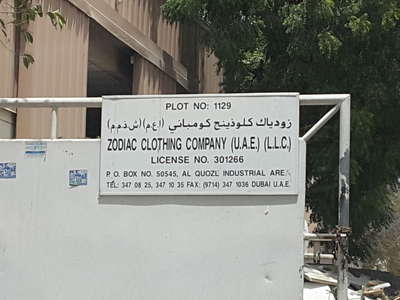 PLOT NO: 1129
زودياك كلوذينج كومباني (ا.ع.م) (ش.ذ.م.م)
ZODIAC CLOTHING COMPANY (U.A.E.) (L.L.C.)
LICENSE NO. 301266
P. O. BOX NO. 50545, AL QUOZ INDUSTRIAL AREA
TEL: 347 08 25, 347 10 35 FAX: (9714) 347 1036 DUBAI U.A.E.